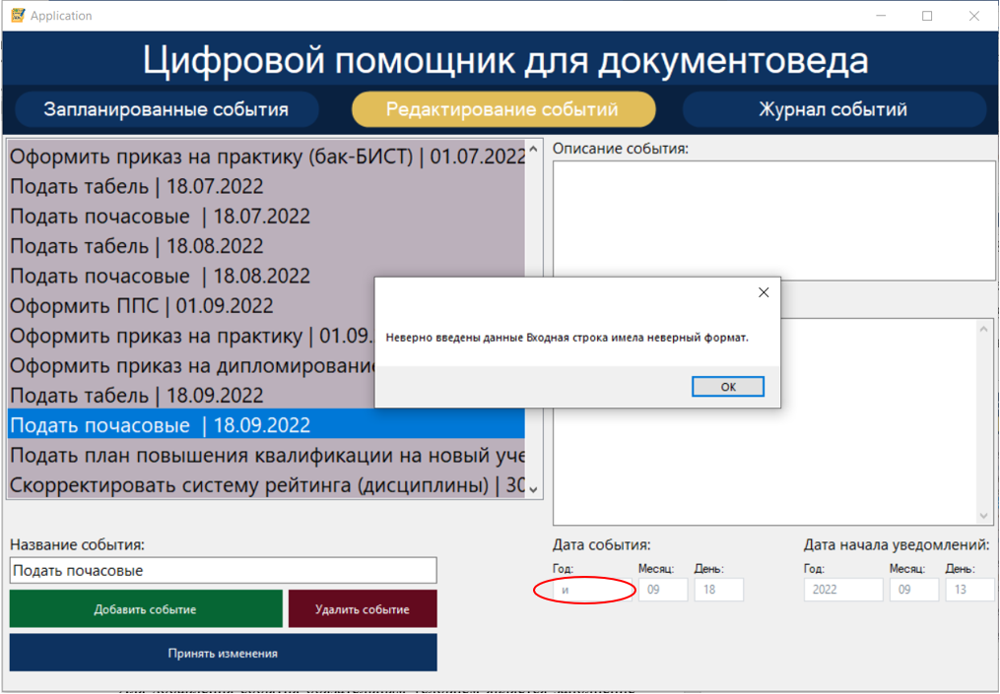 Application
Цифровой помощник для документоведа
Запланированные события
Редактирование событий
Журнал событий
Оформить приказ на практику (бак-БИСТ) | 01.07.2022
Подать табель | 18.07.2022
Подать почасовые | 18.07.2022
Подать табель | 18.08.2022
Подать почасовые | 18.08.2022
Оформить ППС | 01.09.2022
Оформить приказ на практику | 01.09.
Оформить приказ на дипломирование
Подать табель | 18.09.2022
Подать почасовые | 18.09.2022
Подать план повышения квалификации на новый уче
Скорректировать систему рейтинга (дисциплины) | 30
Описание события:
Неверно введены данные Входная строка имела неверный формат.
OK
Название события:
Подать почасовые
Добавить событие
Удалить событие
Принять изменения
Дата события:
Год: Месяц: День:
и 09 18
Дата начала уведомлений:
Год: Месяц: День:
2022 09 13